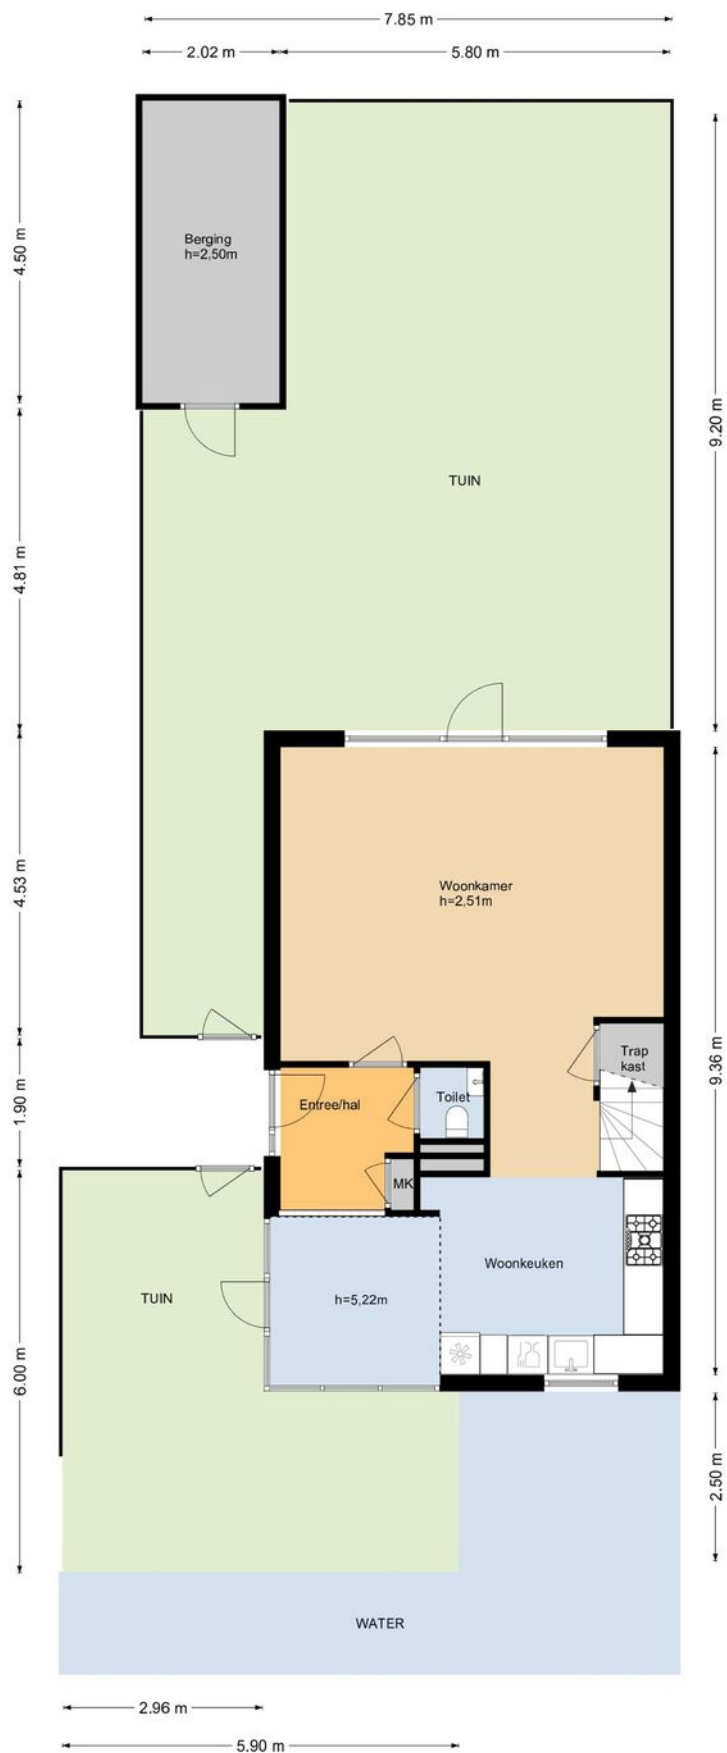 7.85 m
2.02 m
5.80 m
4.50 m
Berging
h=2,50m
9.20 m
TUIN
4.81 m
4.53 m
Woonkamer
h=2,51m
9.36 m
Trap
kast
1.90 m
Entree/hal
Toilet
MK
Woonkeuken
TUIN
h=5,22m
6.00 m
2.50 m
WATER
2.96 m
5.90 m